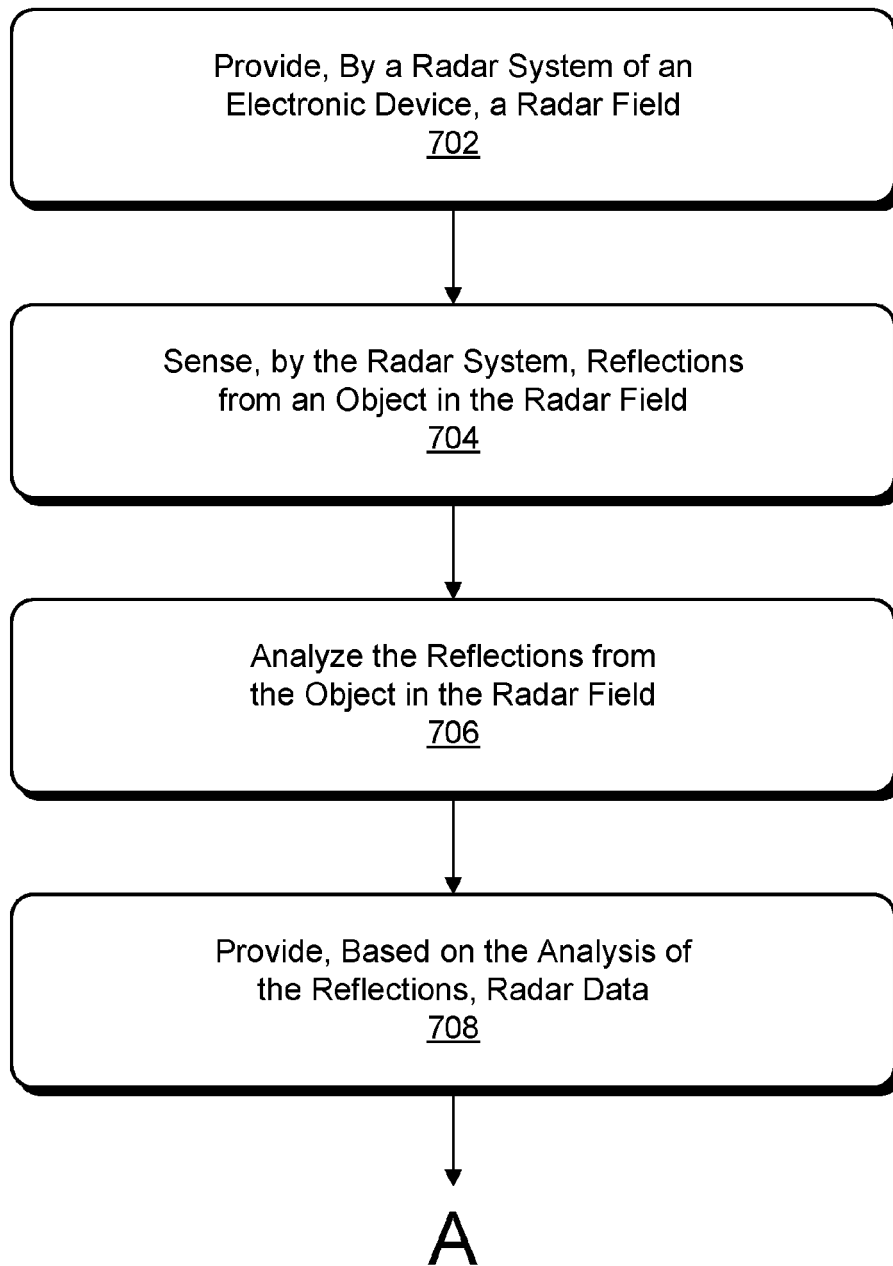 Provide, By a Radar System of an
Electronic Device, a Radar Field
702
Sense, by the Radar System, Reflections
from an Object in the Radar Field
704
Analyze the Reflections from
the Object in the Radar Field
706
Provide, Based on the Analysis of
the Reflections, Radar Data
708
A